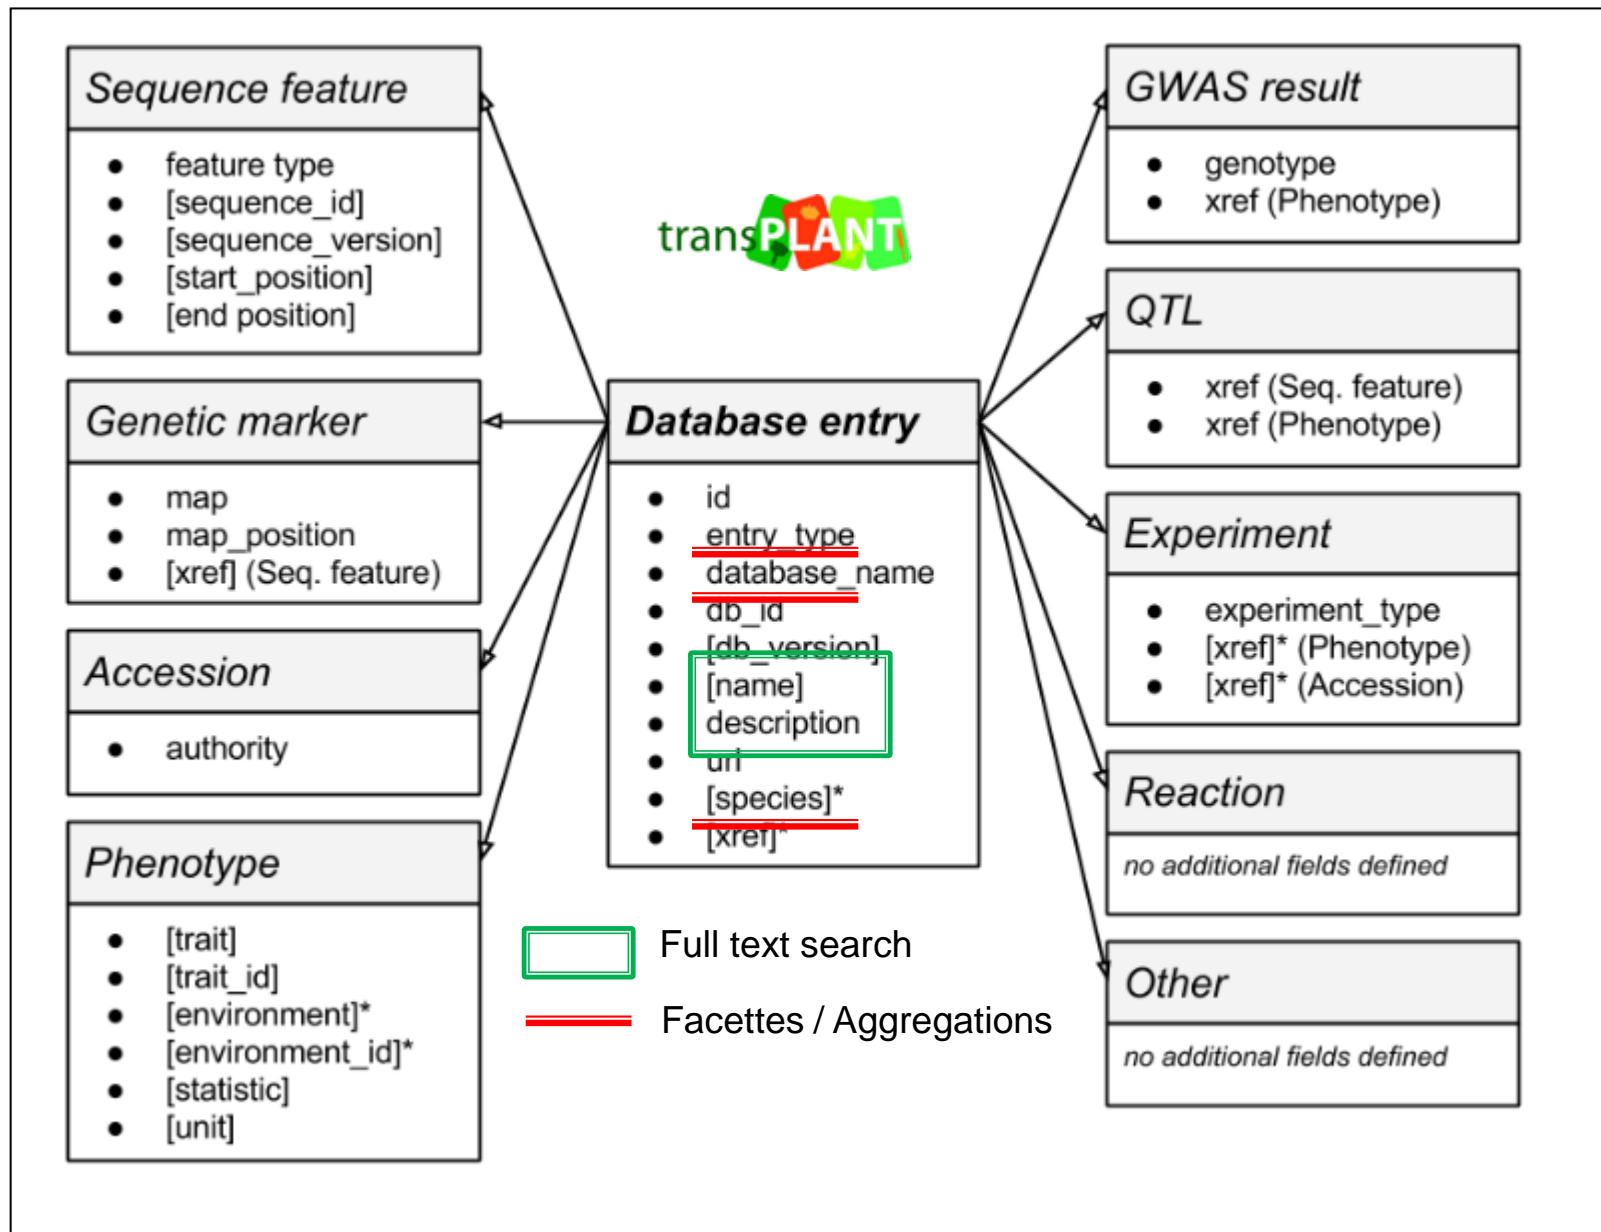 Sequence feature
● feature type
● [sequence_id]
● [sequence_version]
● [start_position]
● [end position]
Genetic marker
● map
● map_position
● [xref] (Seq. feature)
Accession
● authority
Phenotype
● [trait]
● [trait_id]
● [environment]*
● [environment_id]*
● [statistic]
● [unit]
transPLANT
Database entry
● id
● entry_type
● database_name
● db_id
● [db_version]
● [name]
● description
● url
● [species]*
● [xref]*
Full text search
Facettes / Aggregations
GWAS result
● genotype
● xref (Phenotype)
QTL
● xref (Seq. feature)
● xref (Phenotype)
Experiment
● experiment_type
● [xref]* (Phenotype)
● [xref]* (Accession)
Reaction
no additional fields defined
Other
no additional fields defined